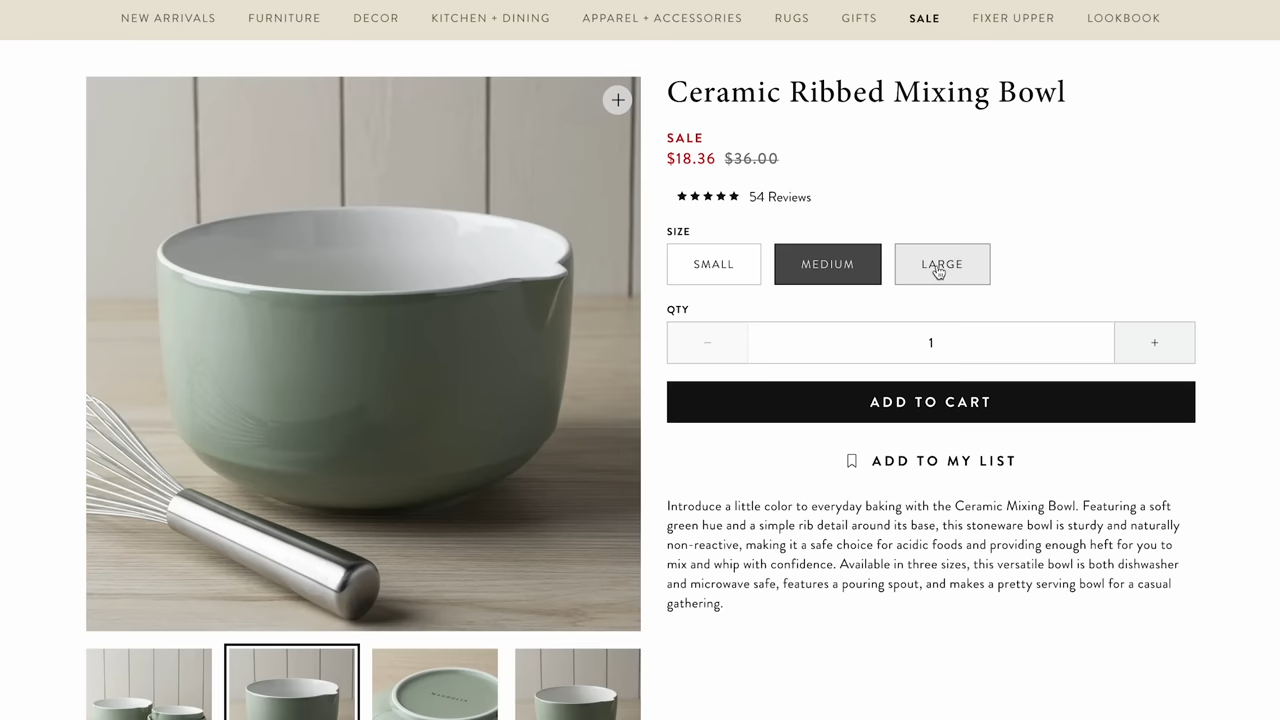 NEW ARRIVALS FURNITURE DECOR KITCHEN + DINING APPAREL + ACCESSORIES RUGS GIFTS SALE FIXER UPPER LOOKBOOK
Ceramic Ribbed Mixing Bowl
SALE
$18.36 $36.00
54 Reviews
SIZE
SMALL MEDIUM LARGE
QTY
− 1 +
ADD TO CART
ADD TO MY LIST
Introduce a little color to everyday baking with the Ceramic Mixing Bowl. Featuring a soft
green hue and a simple rib detail around its base, this stoneware bowl is sturdy and naturally
non-reactive, making it a safe choice for acidic foods and providing enough heft for you to
mix and whip with confidence. Available in three sizes, this versatile bowl is both dishwasher
and microwave safe, features a pouring spout, and makes a pretty serving bowl for a casual
gathering.
MAGNOLIA